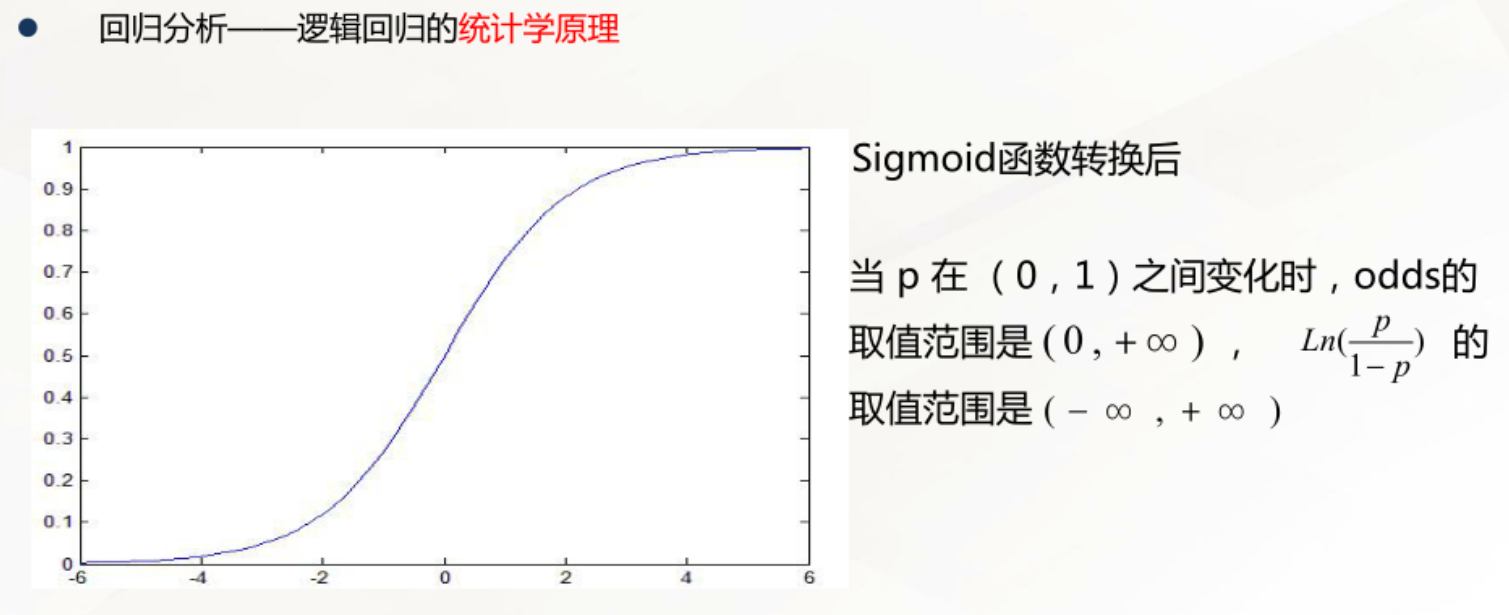 ● 回归分析——逻辑回归的统计学原理
Sigmoid函数转换后
当 p 在 （0，1）之间变化时，odds的
取值范围是(0,+∞)， Ln(p/(1-p)) 的
取值范围是(-∞,+∞)
1
0.9
0.8
0.7
0.6
0.5
0.4
0.3
0.2
0.1
0
-6 -4 -2 0 2 4 6